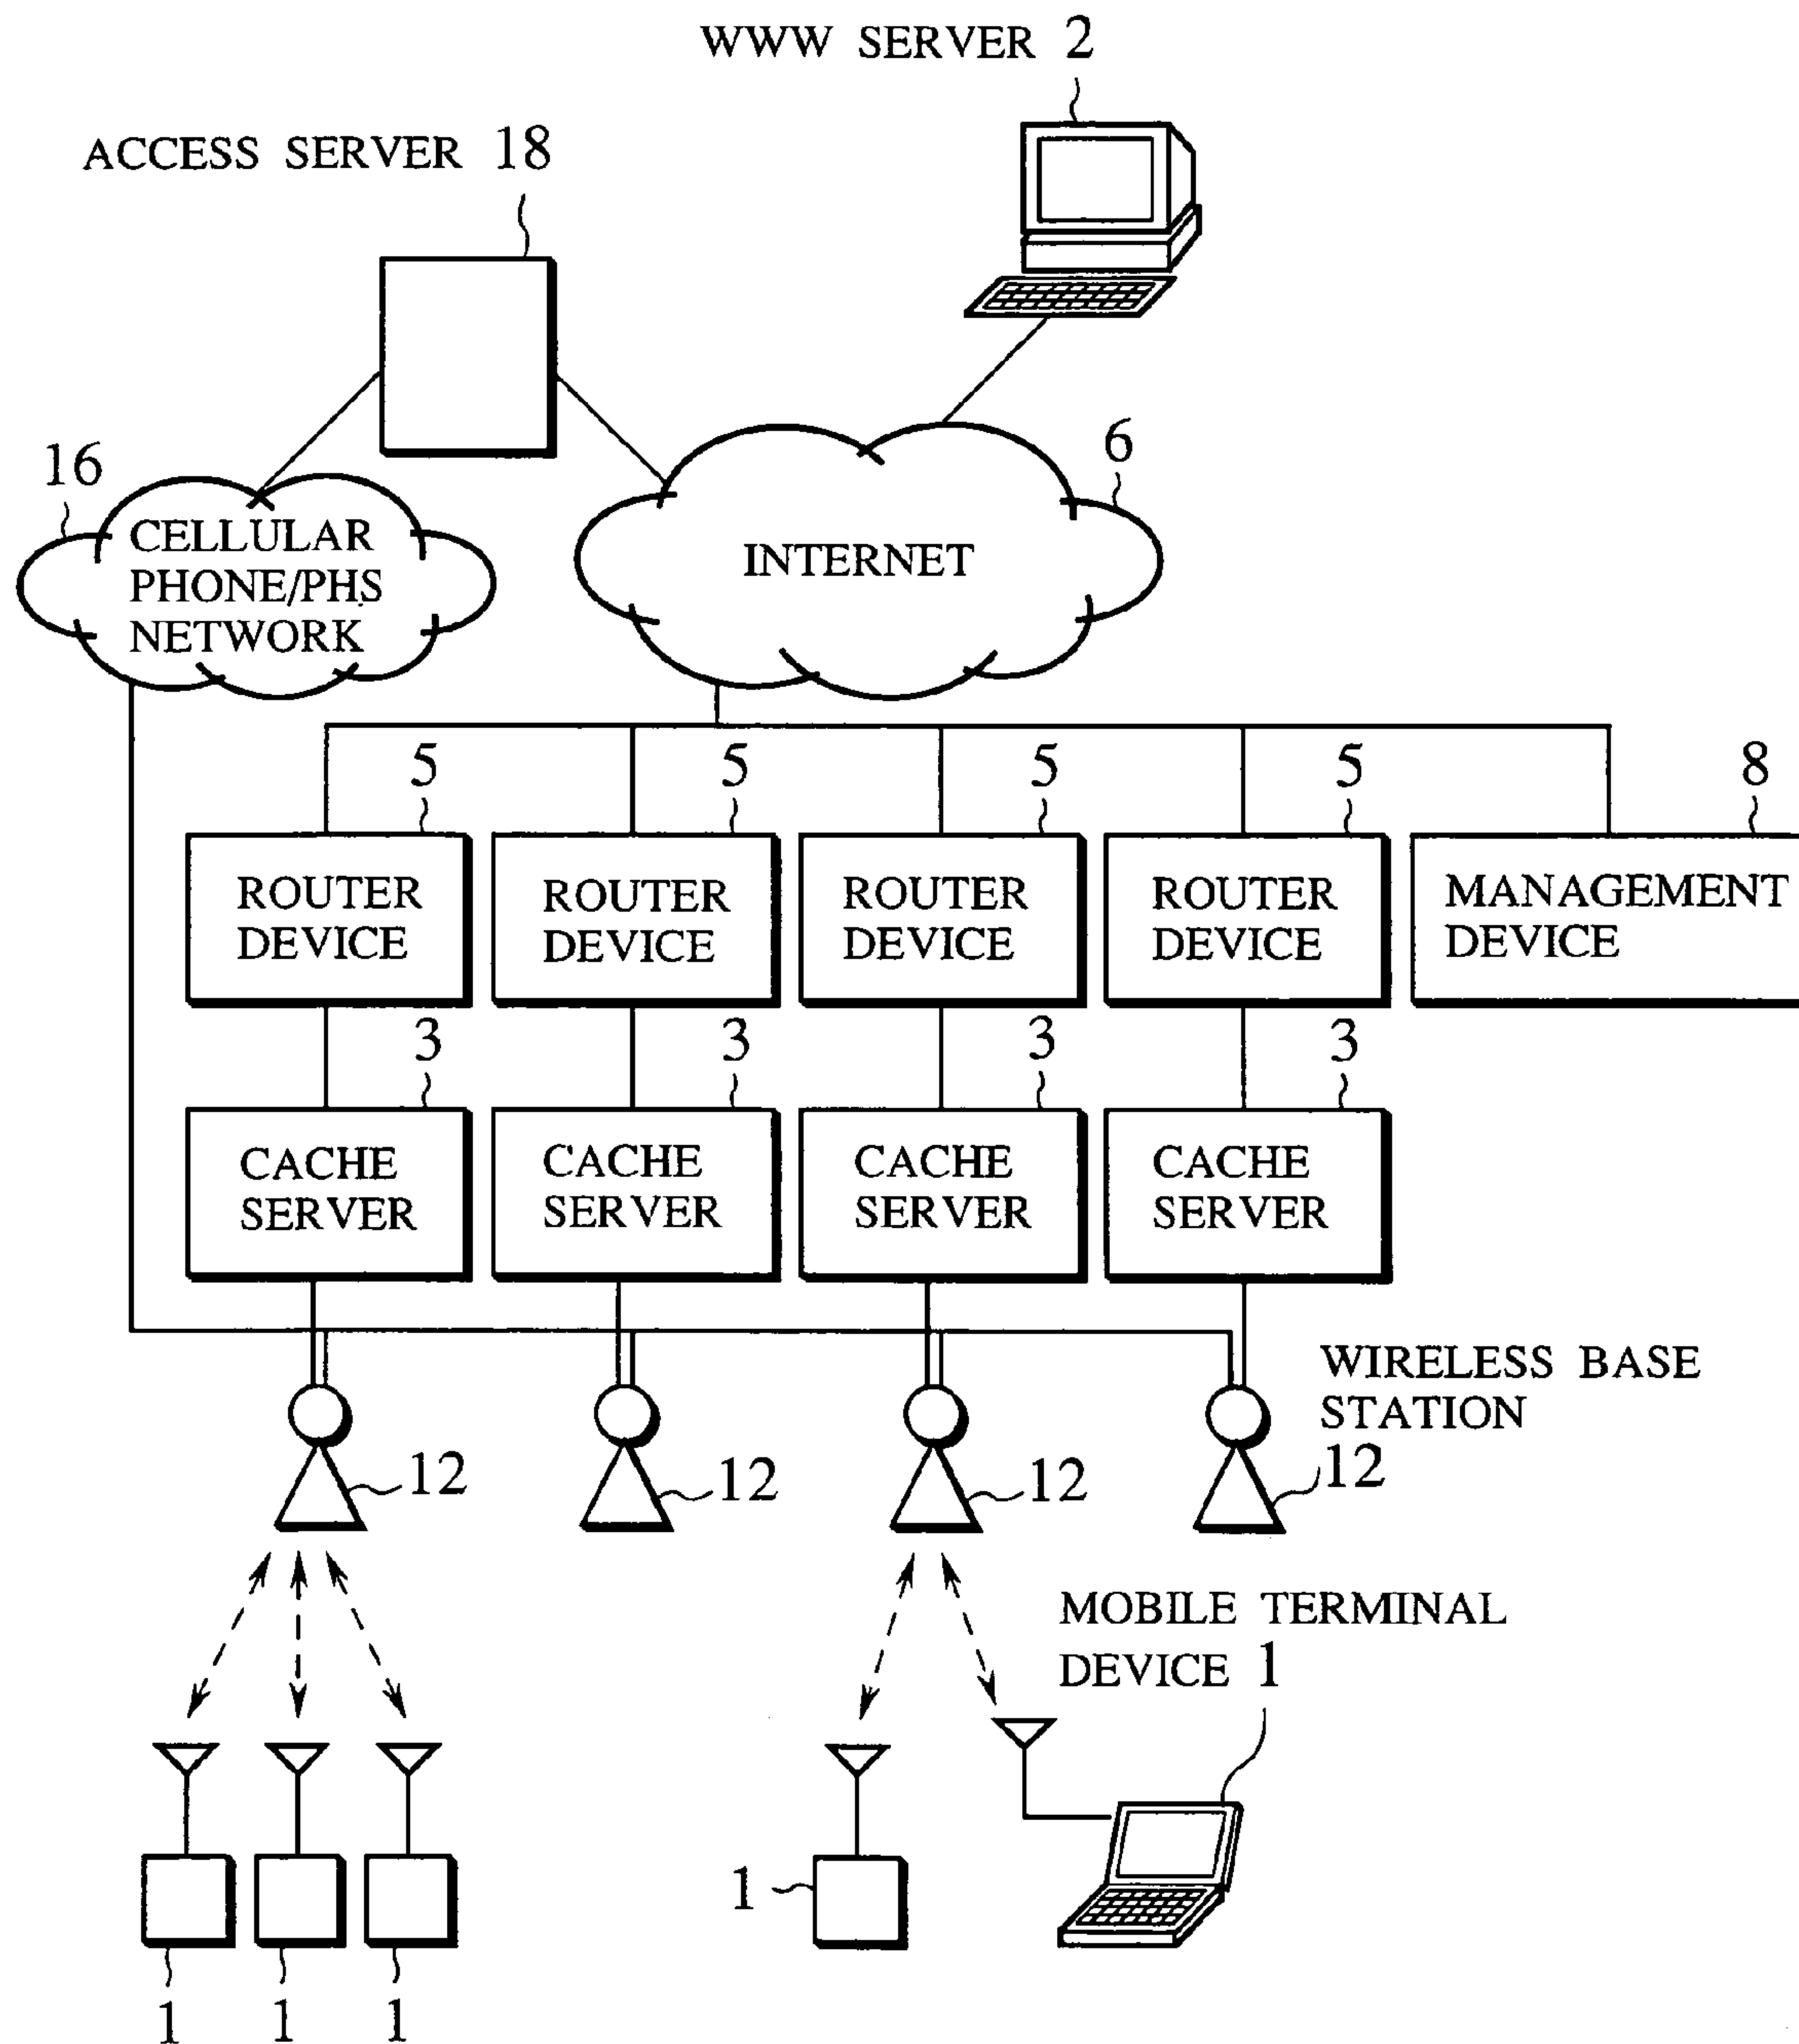 WWW SERVER 2
ACCESS SERVER 18
16
6
CELLULAR
PHONE/PHS
NETWORK
INTERNET
5
5
5
5
8
ROUTER
DEVICE
ROUTER
DEVICE
ROUTER
DEVICE
ROUTER
DEVICE
MANAGEMENT
DEVICE
3
3
3
3
CACHE
SERVER
CACHE
SERVER
CACHE
SERVER
CACHE
SERVER
WIRELESS BASE
STATION
12
12
12
12
MOBILE TERMINAL
DEVICE 1
1
1
1
1